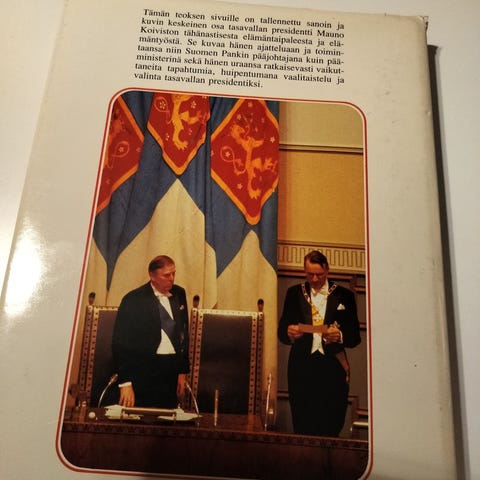 Tämän teoksen sivuille on tallennettu sanoin ja
kuvin keskeinen osa tasavallan presidentti Mauno
Koiviston tähänastisesta elämäntaipaleesta ja elä-
mäntyöstä. Se kuvaa hänen ajatteluaan ja toimin-
taansa niin Suomen Pankin pääjohtajana kuin pää-
ministerinä sekä hänen uraansa ratkaisevasti vaikut-
taneita tapahtumia, huipentumana vaalitaistelu ja
valinta tasavallan presidentiksi.